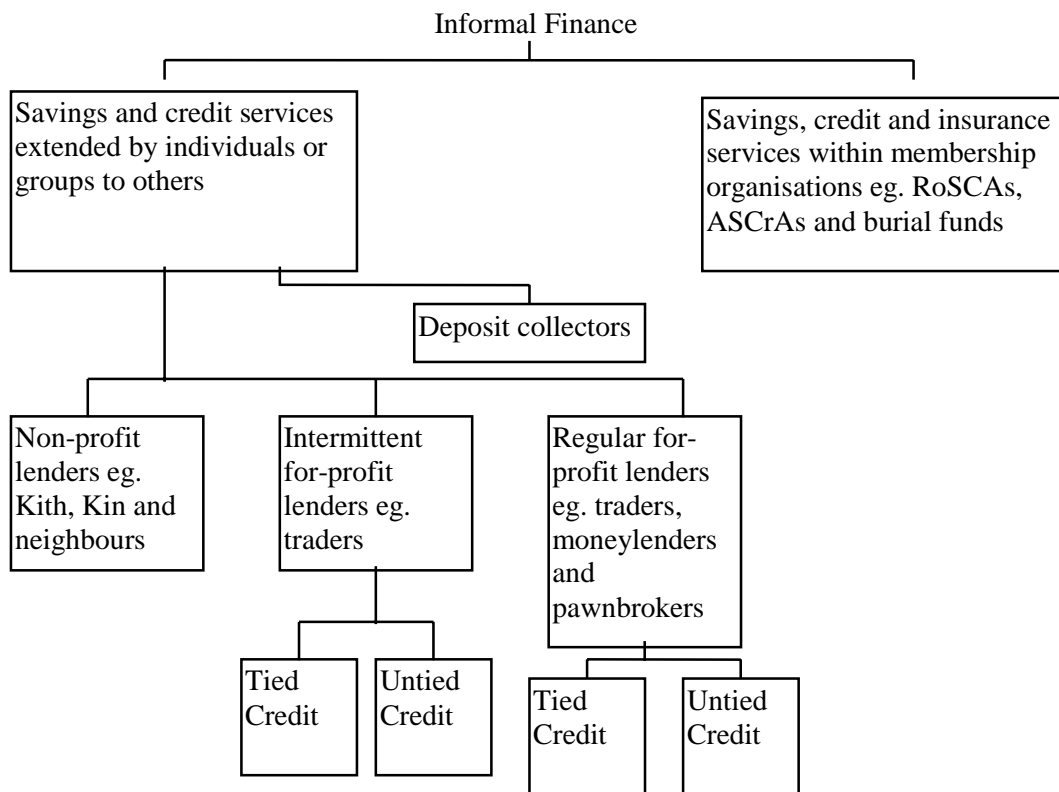 Informal Finance
Savings and credit services
extended by individuals or
groups to others
Savings, credit and insurance
services within membership
organisations eg. RoSCAs,
ASCrAs and burial funds
Deposit collectors
Non-profit
lenders eg.
Kith, Kin and
neighbours
Intermittent
for-profit
lenders eg.
traders
Regular for-
profit lenders
eg. traders,
moneylenders
and
pawnbrokers
Tied
Credit
Untied
Credit
Tied
Credit
Untied
Credit